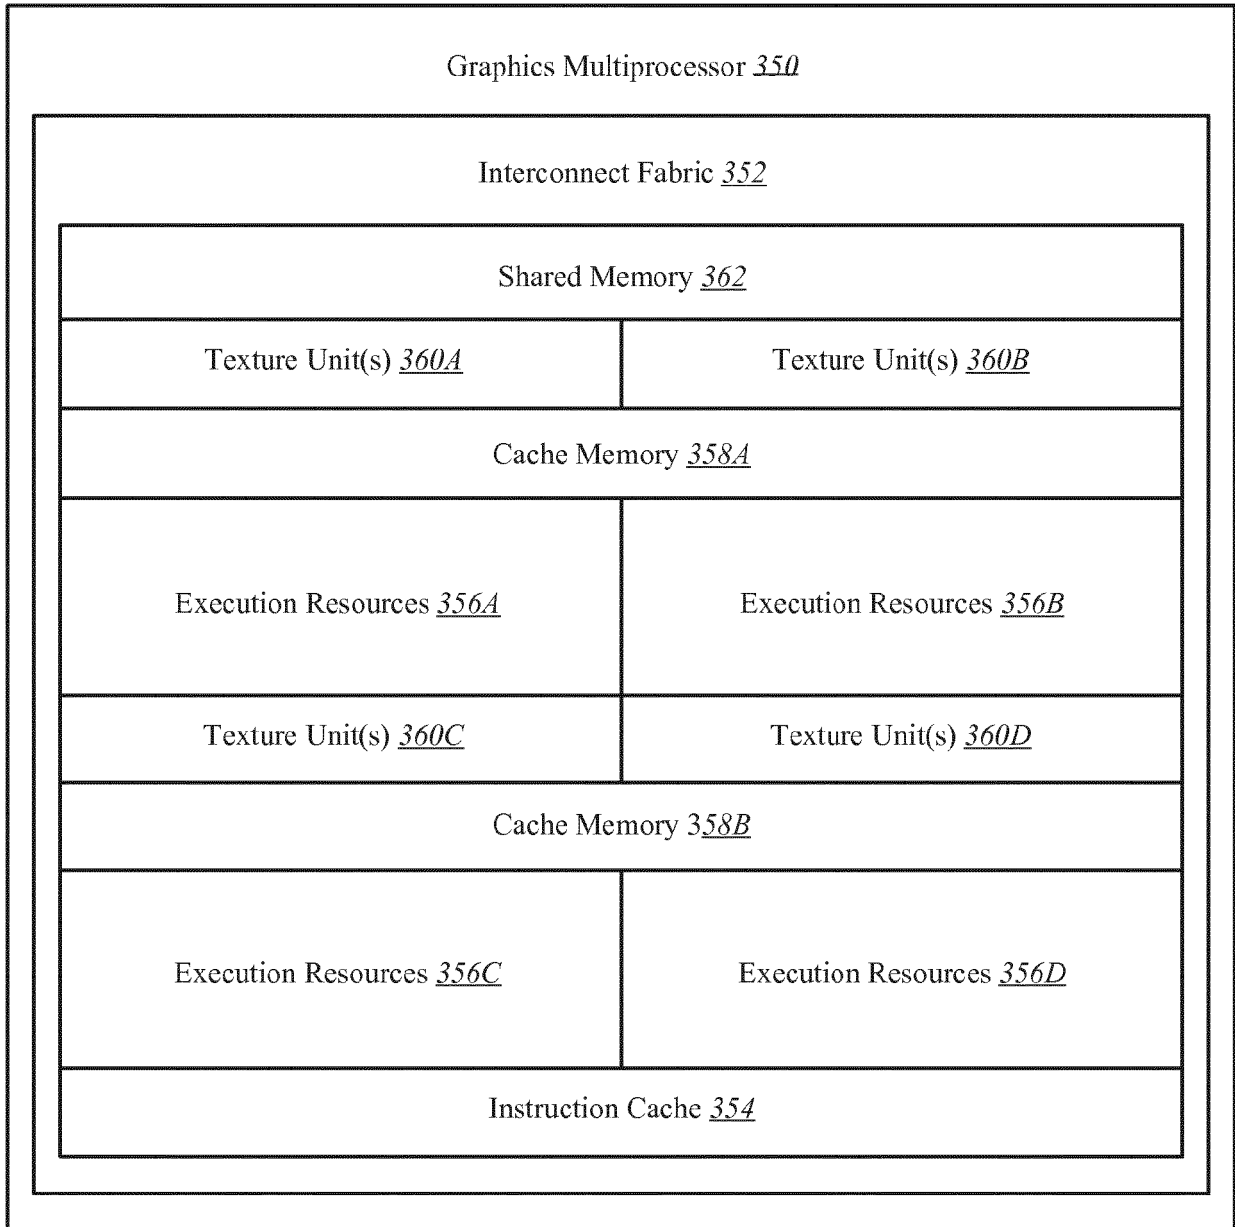 Graphics Multiprocessor 350
Interconnect Fabric 352
Shared Memory 362
Texture Unit(s) 360A
Texture Unit(s) 360B
Cache Memory 358A
Execution Resources 356A
Execution Resources 356B
Texture Unit(s) 360C
Texture Unit(s) 360D
Cache Memory 358B
Execution Resources 356C
Execution Resources 356D
Instruction Cache 354